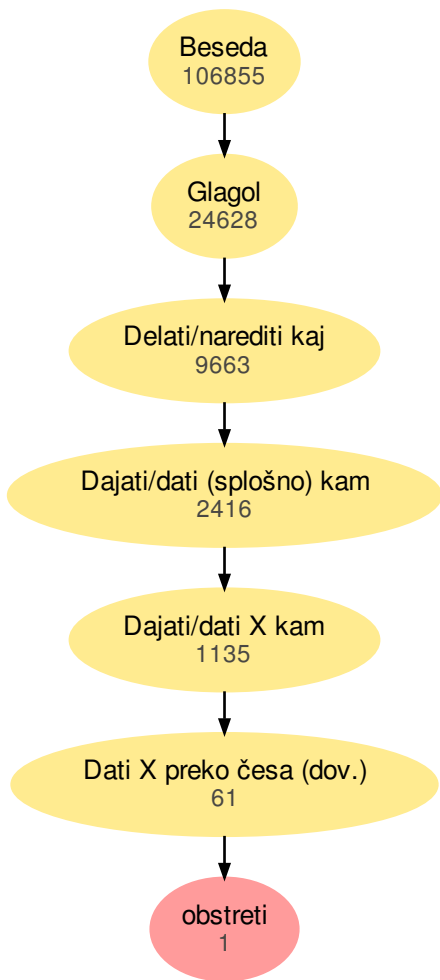 Beseda
106855
Glagol
24628
Delati/narediti kaj
9663
Dajati/dati (splošno) kam
2416
Dajati/dati X kam
1135
Dati X preko česa (dov.)
61
obstreti
1